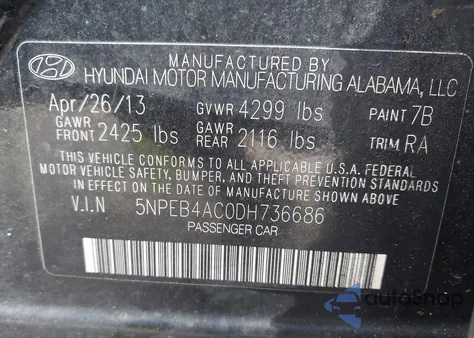 MANUFACTURED BY
HYUNDAI MOTOR MANUFACTURING ALABAMA, LLC.
Apr/26/13 GVWR 4299 lbs PAINT 7B
GAWR FRONT 2425 lbs GAWR REAR 2116 lbs TRIM RA
THIS VEHICLE CONFORMS TO ALL APPLICABLE U.S.A. FEDERAL
MOTOR VEHICLE SAFETY, BUMPER, AND THEFT PREVENTION STANDARDS
IN EFFECT ON THE DATE OF MANUFACTURE SHOWN ABOVE.
V.I.N 5NPEB4AC0DH736686
PASSENGER CAR
autoSnap